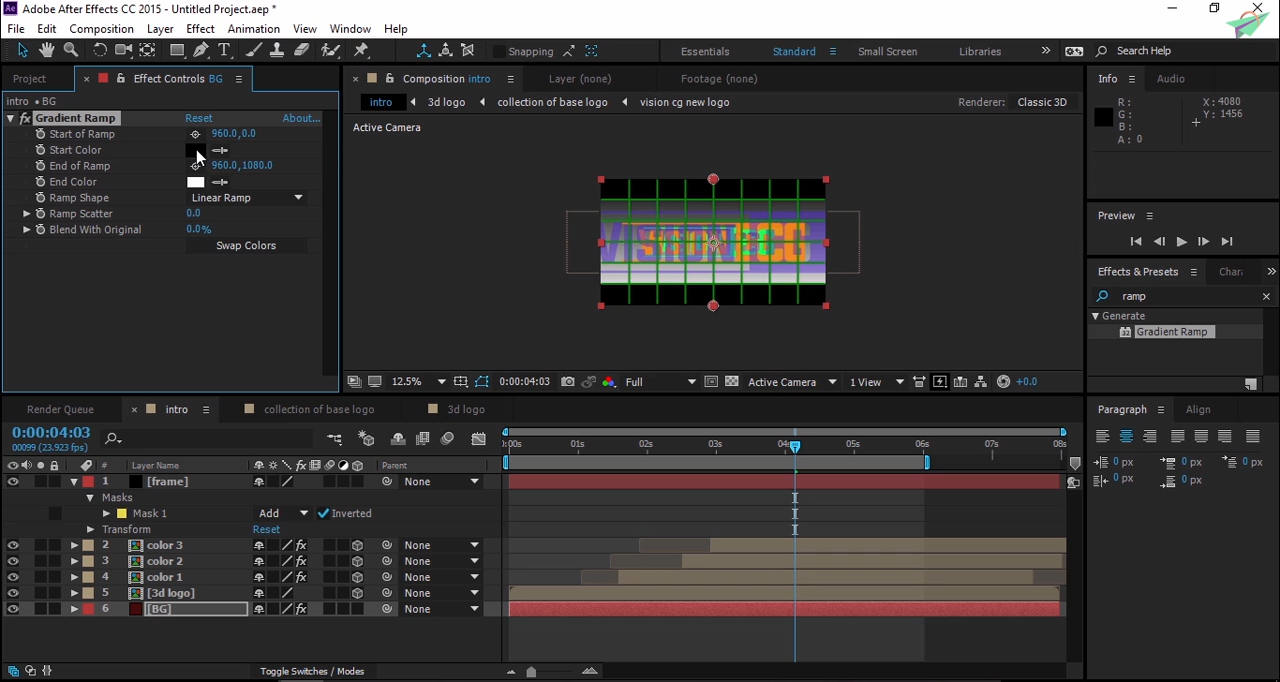 Adobe After Effects CC 2015 - Untitled Project.aep *
File Edit Composition Layer Effect Animation View Window Help
Snapping Essentials Standard Small Screen Libraries Search Help
Project Effect Controls BG Composition intro Layer (none) Footage (none) Info Audio
intro • BG
intro 3d logo collection of base logo vision cg new logo Renderer: Classic 3D
R: X: 4080
G: Y: 1456
B:
A: 0
Gradient Ramp Reset About...
Active Camera
Start of Ramp 960.0,0.0
Start Color
End of Ramp 960.0,1080.0
End Color
Ramp Shape Linear Ramp
Ramp Scatter 0.0
Blend With Original 0.0%
Swap Colors
Preview
Effects & Presets Char
ramp
Generate
32 Gradient Ramp
12.5% 0:00:04:03 Full Active Camera 1 View +0.0
Render Queue intro collection of base logo 3d logo Paragraph Align
0:00:04:03
00099 (23.923 fps)
:00s 01s 02s 03s 04s 05s 06s 07s 08s
# Layer Name Parent
1 [frame] None
Masks
Mask 1 Add Inverted
Transform Reset
2 color 3 None
3 color 2 None
4 color 1 None
5 [3d logo] None
6 [BG] None
0 px 0 px 0 px
0 px 0 px
Toggle Switches / Modes